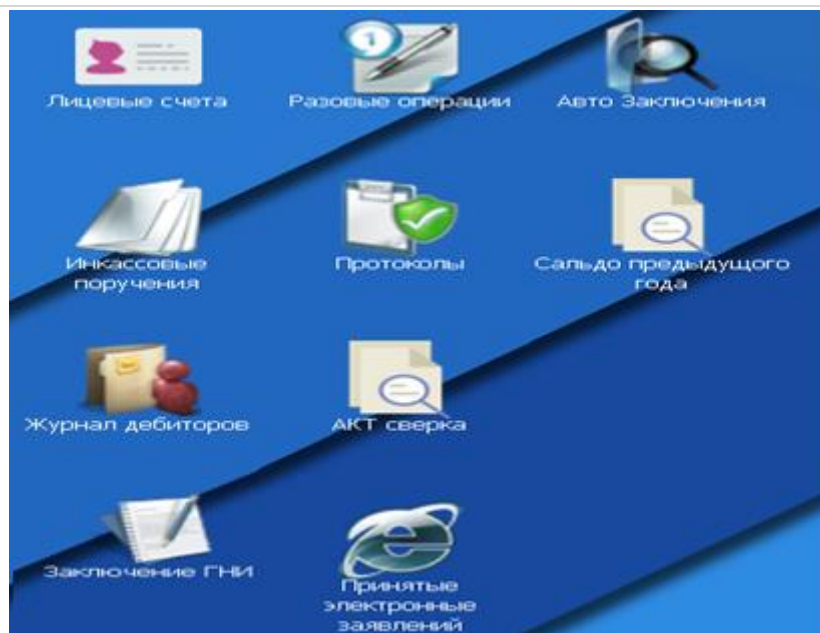 Лицевые счета
Разовые операции
Авто Заключения
Инкассовые
поручения
Протоколы
Сальдо предыдущого
года
Журнал дебиторов
АКТ сверка
Заключение ГНИ
Принятые
электронные
заявлений